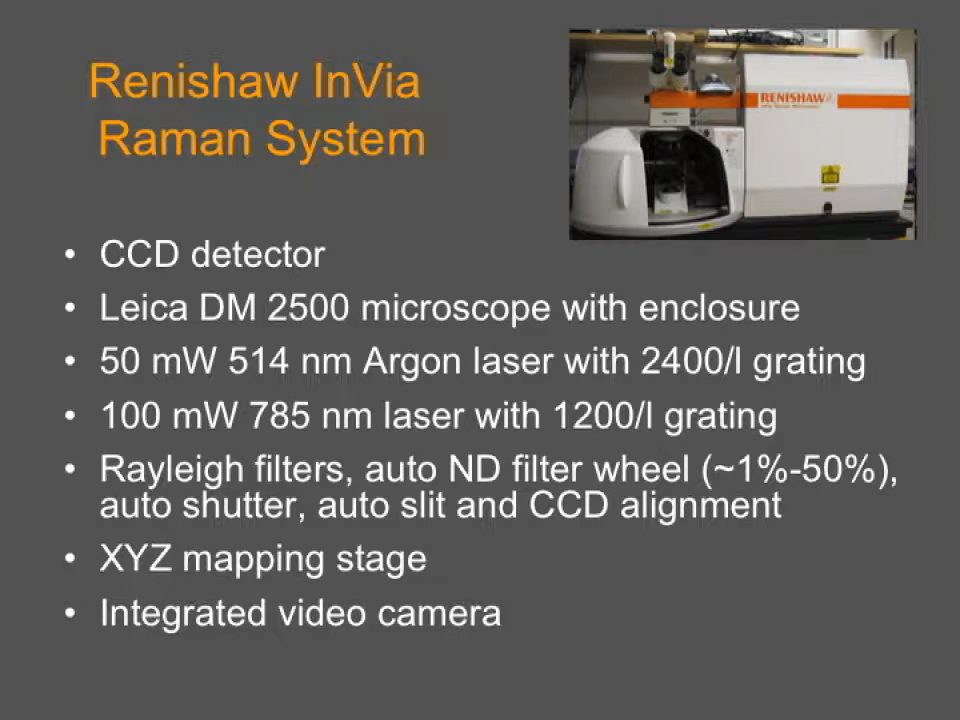 Renishaw InVia
Raman System
RENISHAW
• CCD detector
• Leica DM 2500 microscope with enclosure
• 50 mW 514 nm Argon laser with 2400/l grating
• 100 mW 785 nm laser with 1200/l grating
• Rayleigh filters, auto ND filter wheel (~1%-50%),
auto shutter, auto slit and CCD alignment
• XYZ mapping stage
• Integrated video camera